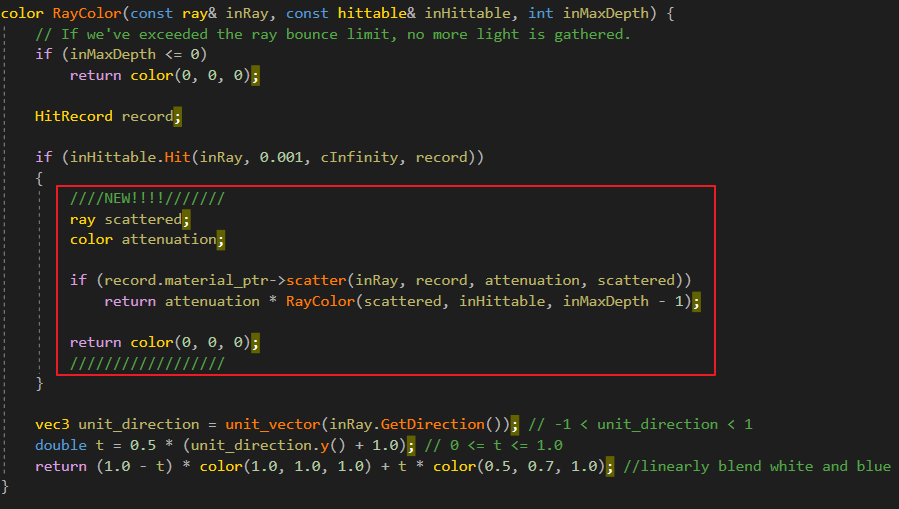 color RayColor(const ray& inRay, const hittable& inHittable, int inMaxDepth) {
// If we've exceeded the ray bounce limit, no more light is gathered.
if (inMaxDepth <= 0)
return color(0, 0, 0);
HitRecord record;
if (inHittable.Hit(inRay, 0.001, cInfinity, record))
{
////NEW!!!!///////
ray scattered;
color attenuation;
if (record.material_ptr->scatter(inRay, record, attenuation, scattered))
return attenuation * RayColor(scattered, inHittable, inMaxDepth - 1);
return color(0, 0, 0);
//////////////////
}
vec3 unit_direction = unit_vector(inRay.GetDirection()); // -1 < unit_direction < 1
double t = 0.5 * (unit_direction.y() + 1.0); // 0 <= t <= 1.0
return (1.0 - t) * color(1.0, 1.0, 1.0) + t * color(0.5, 0.7, 1.0); //linearly blend white and blue
}